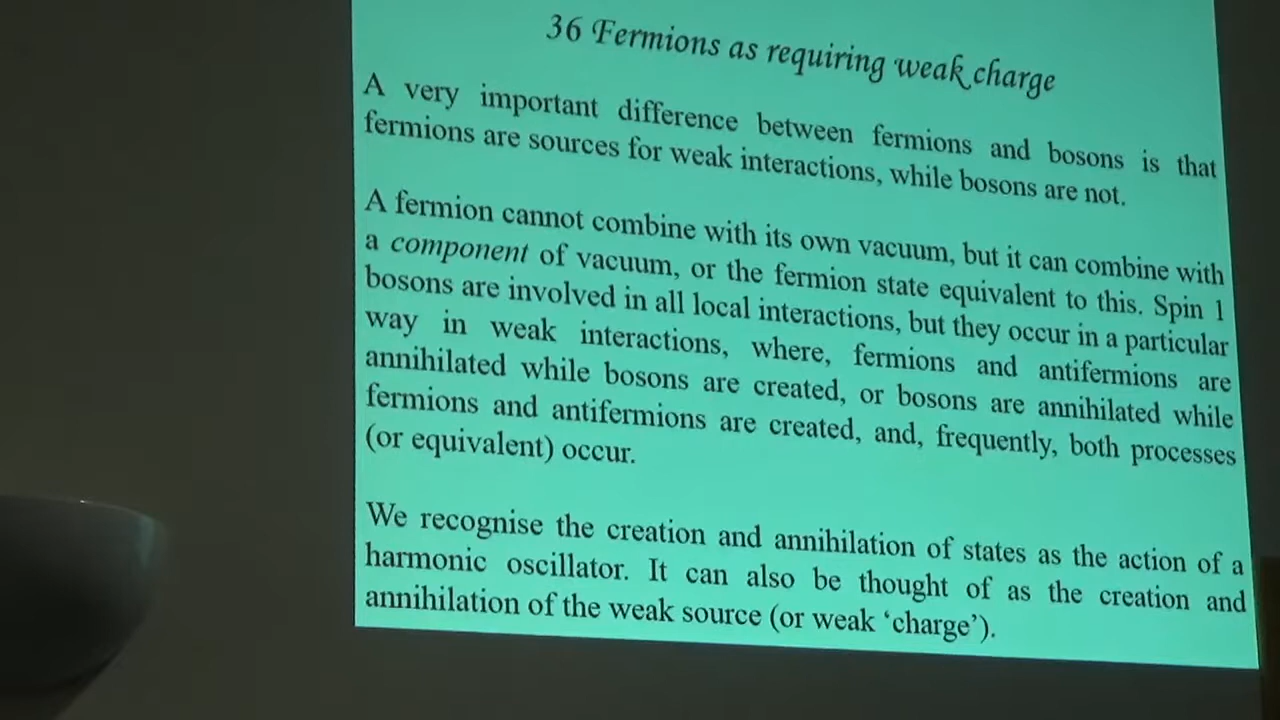 36 Fermions as requiring weak charge
A very important difference between fermions and bosons is that
fermions are sources for weak interactions, while bosons are not.
A fermion cannot combine with its own vacuum, but it can combine with
a component of vacuum, or the fermion state equivalent to this. Spin 1
bosons are involved in all local interactions, but they occur in a particular
way in weak interactions, where, fermions and antifermions are
annihilated while bosons are created, or bosons are annihilated while
fermions and antifermions are created, and, frequently, both processes
(or equivalent) occur.
We recognise the creation and annihilation of states as the action of a
harmonic oscillator. It can also be thought of as the creation and
annihilation of the weak source (or weak ‘charge’).